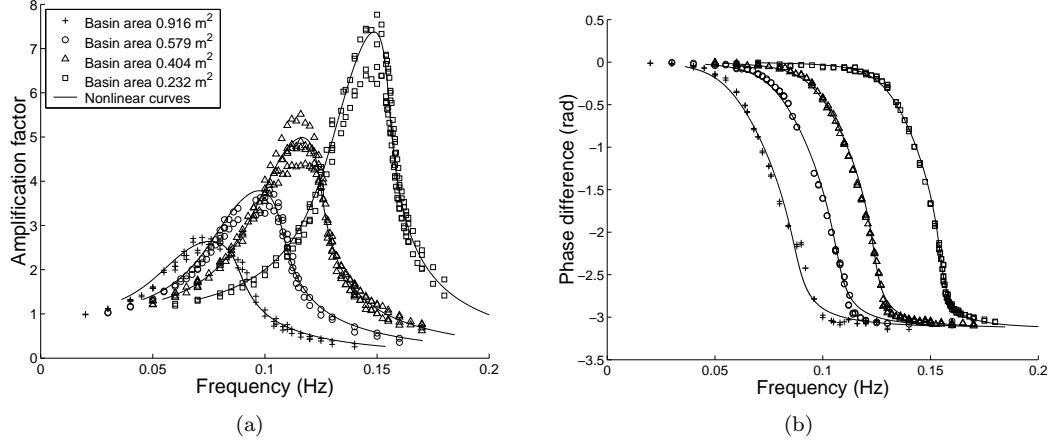 8
7
6
5
4
3
2
1
0
Amplification factor
Basin area 0.916 m²
Basin area 0.579 m²
Basin area 0.404 m²
Basin area 0.232 m²
Nonlinear curves
0 0.05 0.1 0.15 0.2
Frequency (Hz)
(a)
0.5
0
−0.5
−1
−1.5
−2
−2.5
−3
−3.5
Phase difference (rad)
0 0.05 0.1 0.15 0.2
Frequency (Hz)
(b)